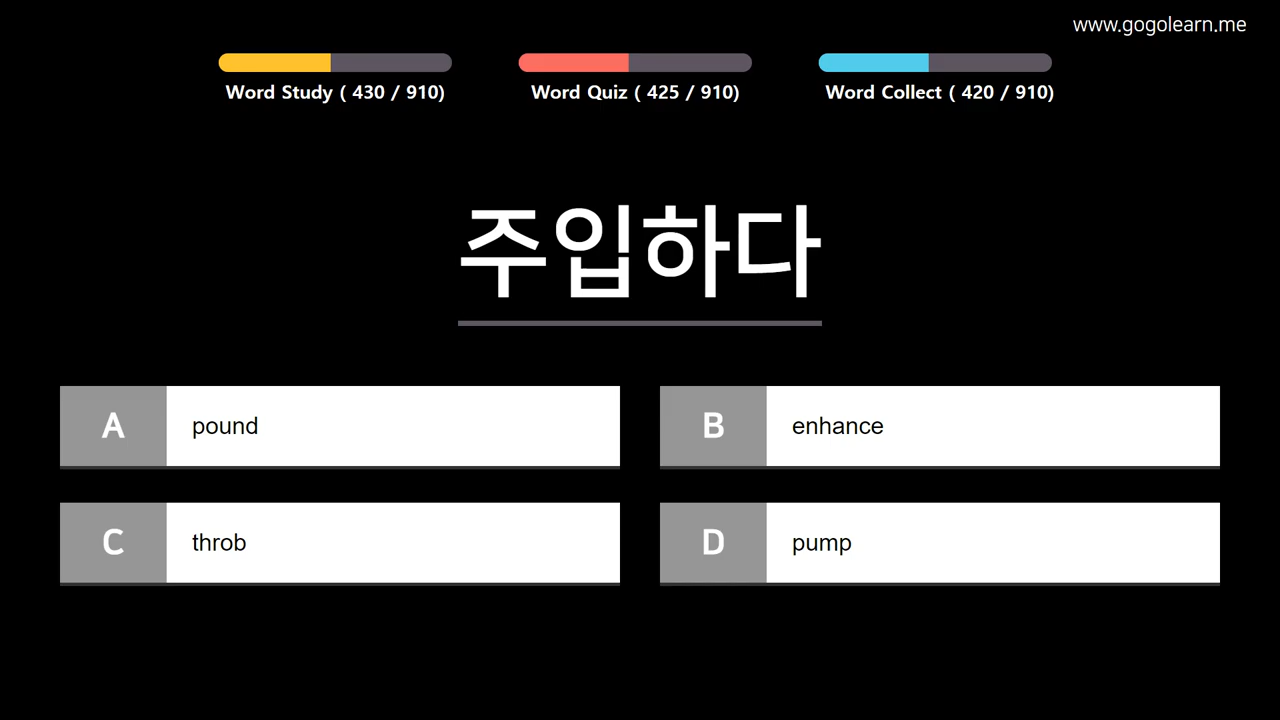 www.gogolearn.me
Word Study ( 430 / 910)
Word Quiz ( 425 / 910)
Word Collect ( 420 / 910)
주입하다
A pound
B enhance
C throb
D pump